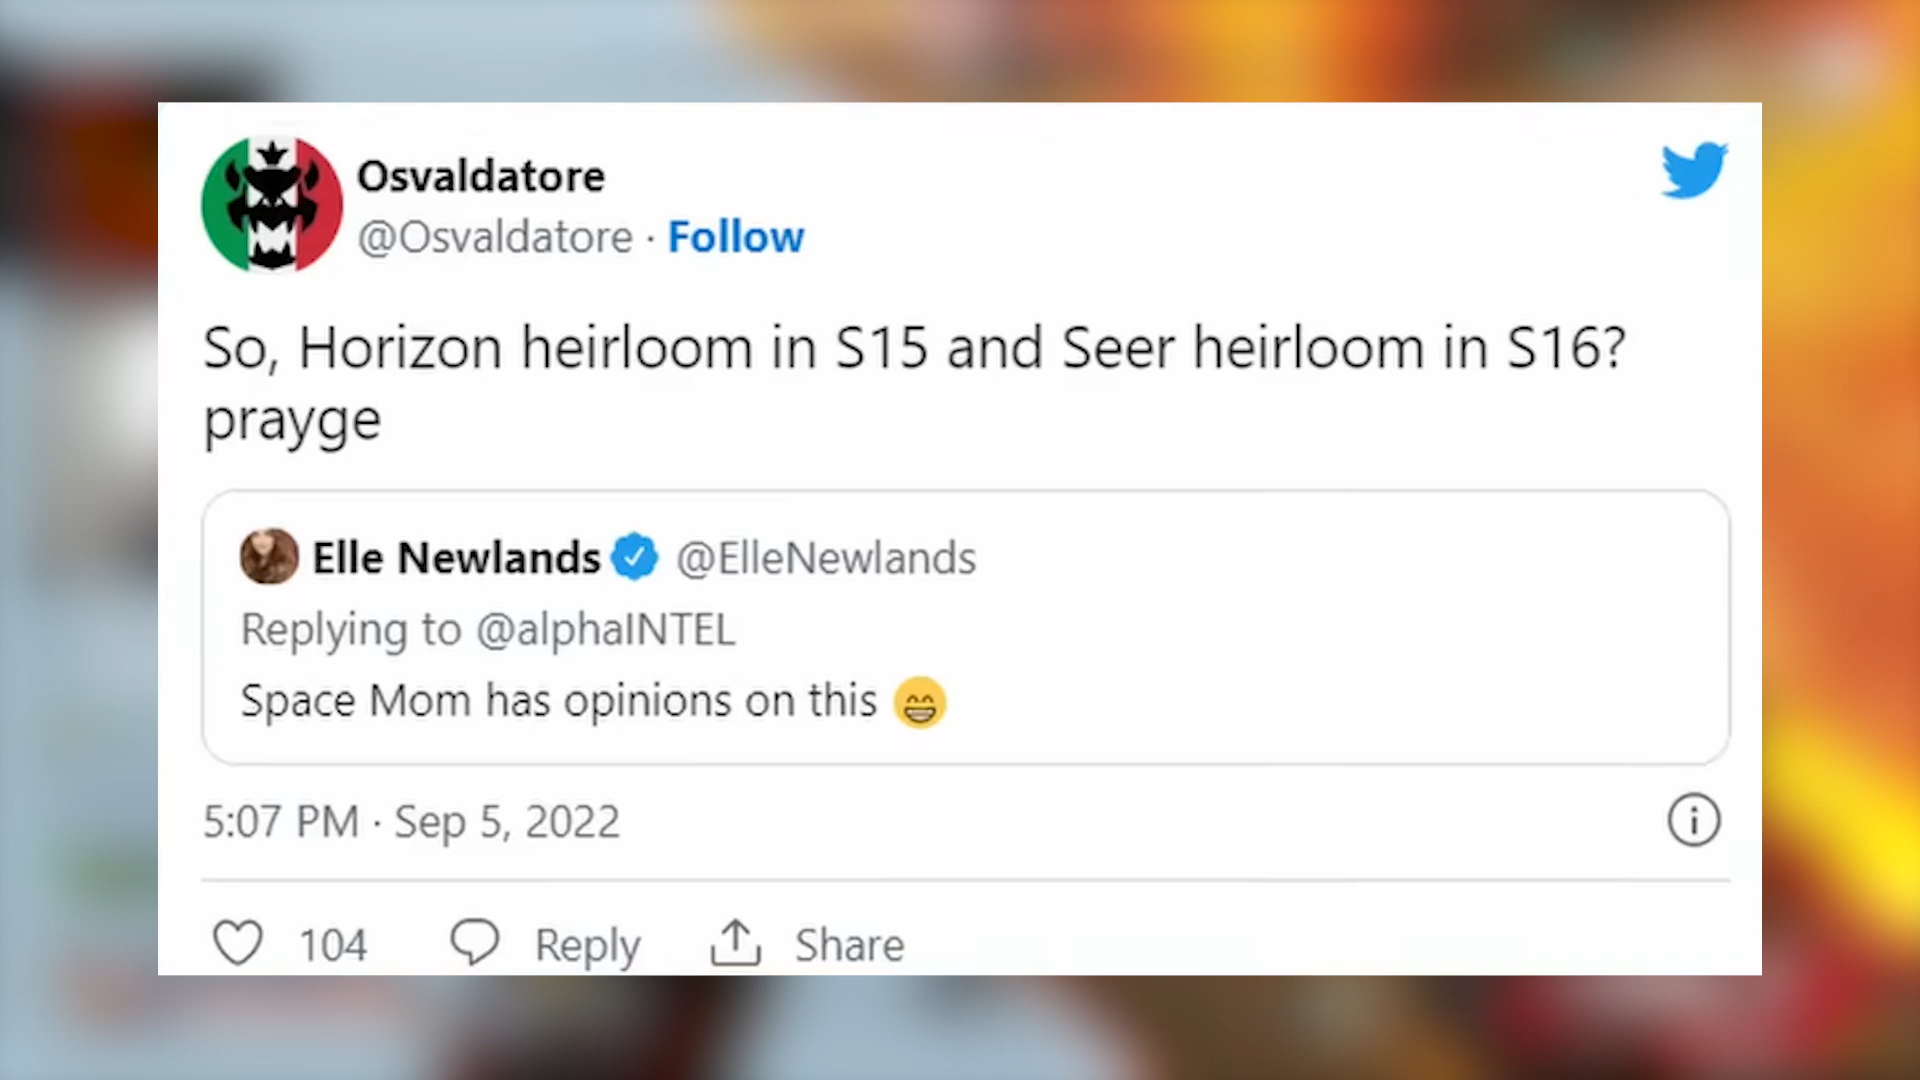 Osvaldatore
@Osvaldatore · Follow
So, Horizon heirloom in S15 and Seer heirloom in S16?
prayge
Elle Newlands @ElleNewlands
Replying to @alphaINTEL
Space Mom has opinions on this 😁
5:07 PM · Sep 5, 2022
104 Reply Share